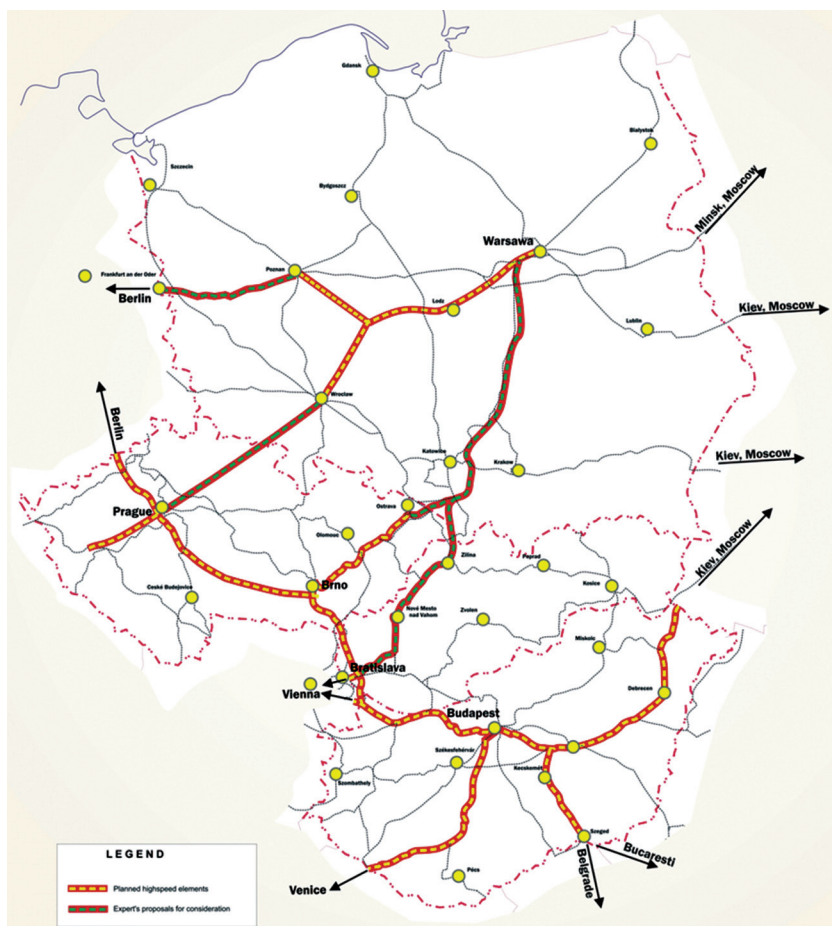 Gdansk
Bialystok
Szczecin
Bydgoszcz
Minsk, Moscow
Warsawa
Poznan
Frankfurt an der Oder
Berlin
Lodz
Kiev, Moscow
Lublin
Wroclaw
Berlin
Katowice
Krakow
Kiev, Moscow
Prague
Ostrava
Olomouc
Zilina
Poprad
Kosice
Kiev, Moscow
Brno
České Budejovice
Nové Mesto
nad Vahom
Zvolen
Miskolc
Bratislava
Vienna
Debrecen
Budapest
Székesfehérvár
Kecskemét
Szombathely
Szeged
Bucaresti
Belgrade
Venice
Pécs
LEGEND
Planned highspeed elements
Expert's proposals for consideration